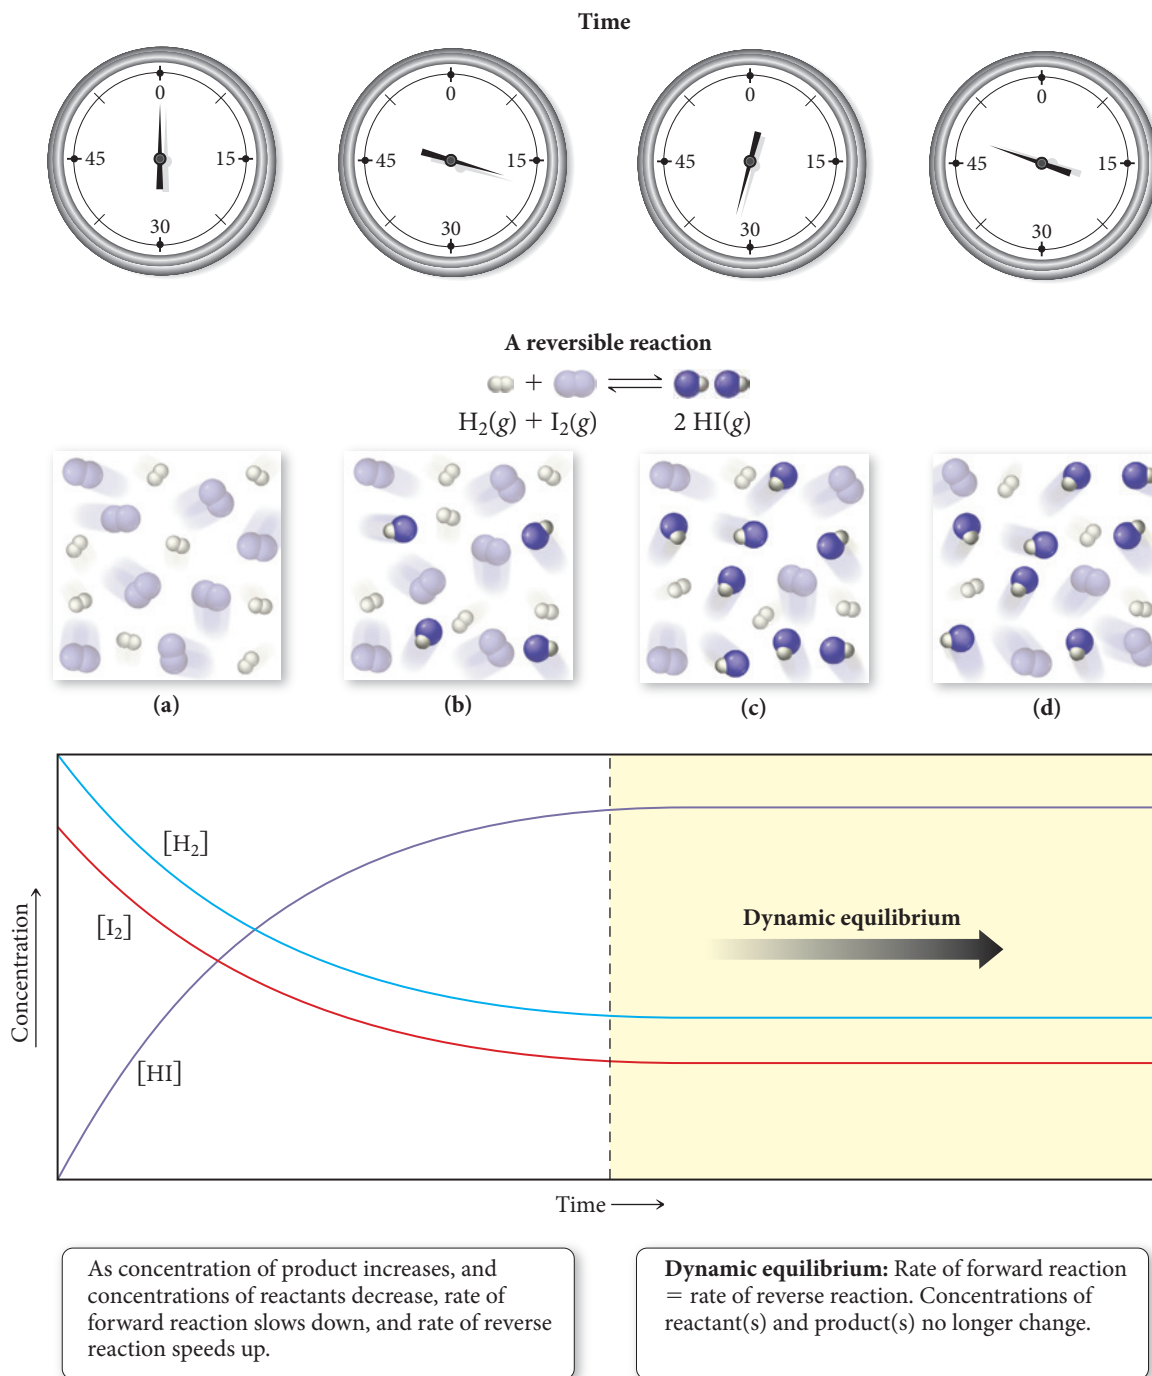 Time
0
15
30
45
0
15
30
45
0
15
30
45
0
15
30
45
A reversible reaction
+ ⇌
H₂(g) + I₂(g) 2 HI(g)
(a) (b) (c) (d)
[H₂]
[I₂]
[HI]
Concentration
Dynamic equilibrium
Time
As concentration of product increases, and
concentrations of reactants decrease, rate of
forward reaction slows down, and rate of reverse
reaction speeds up.
Dynamic equilibrium: Rate of forward reaction
= rate of reverse reaction. Concentrations of
reactant(s) and product(s) no longer change.